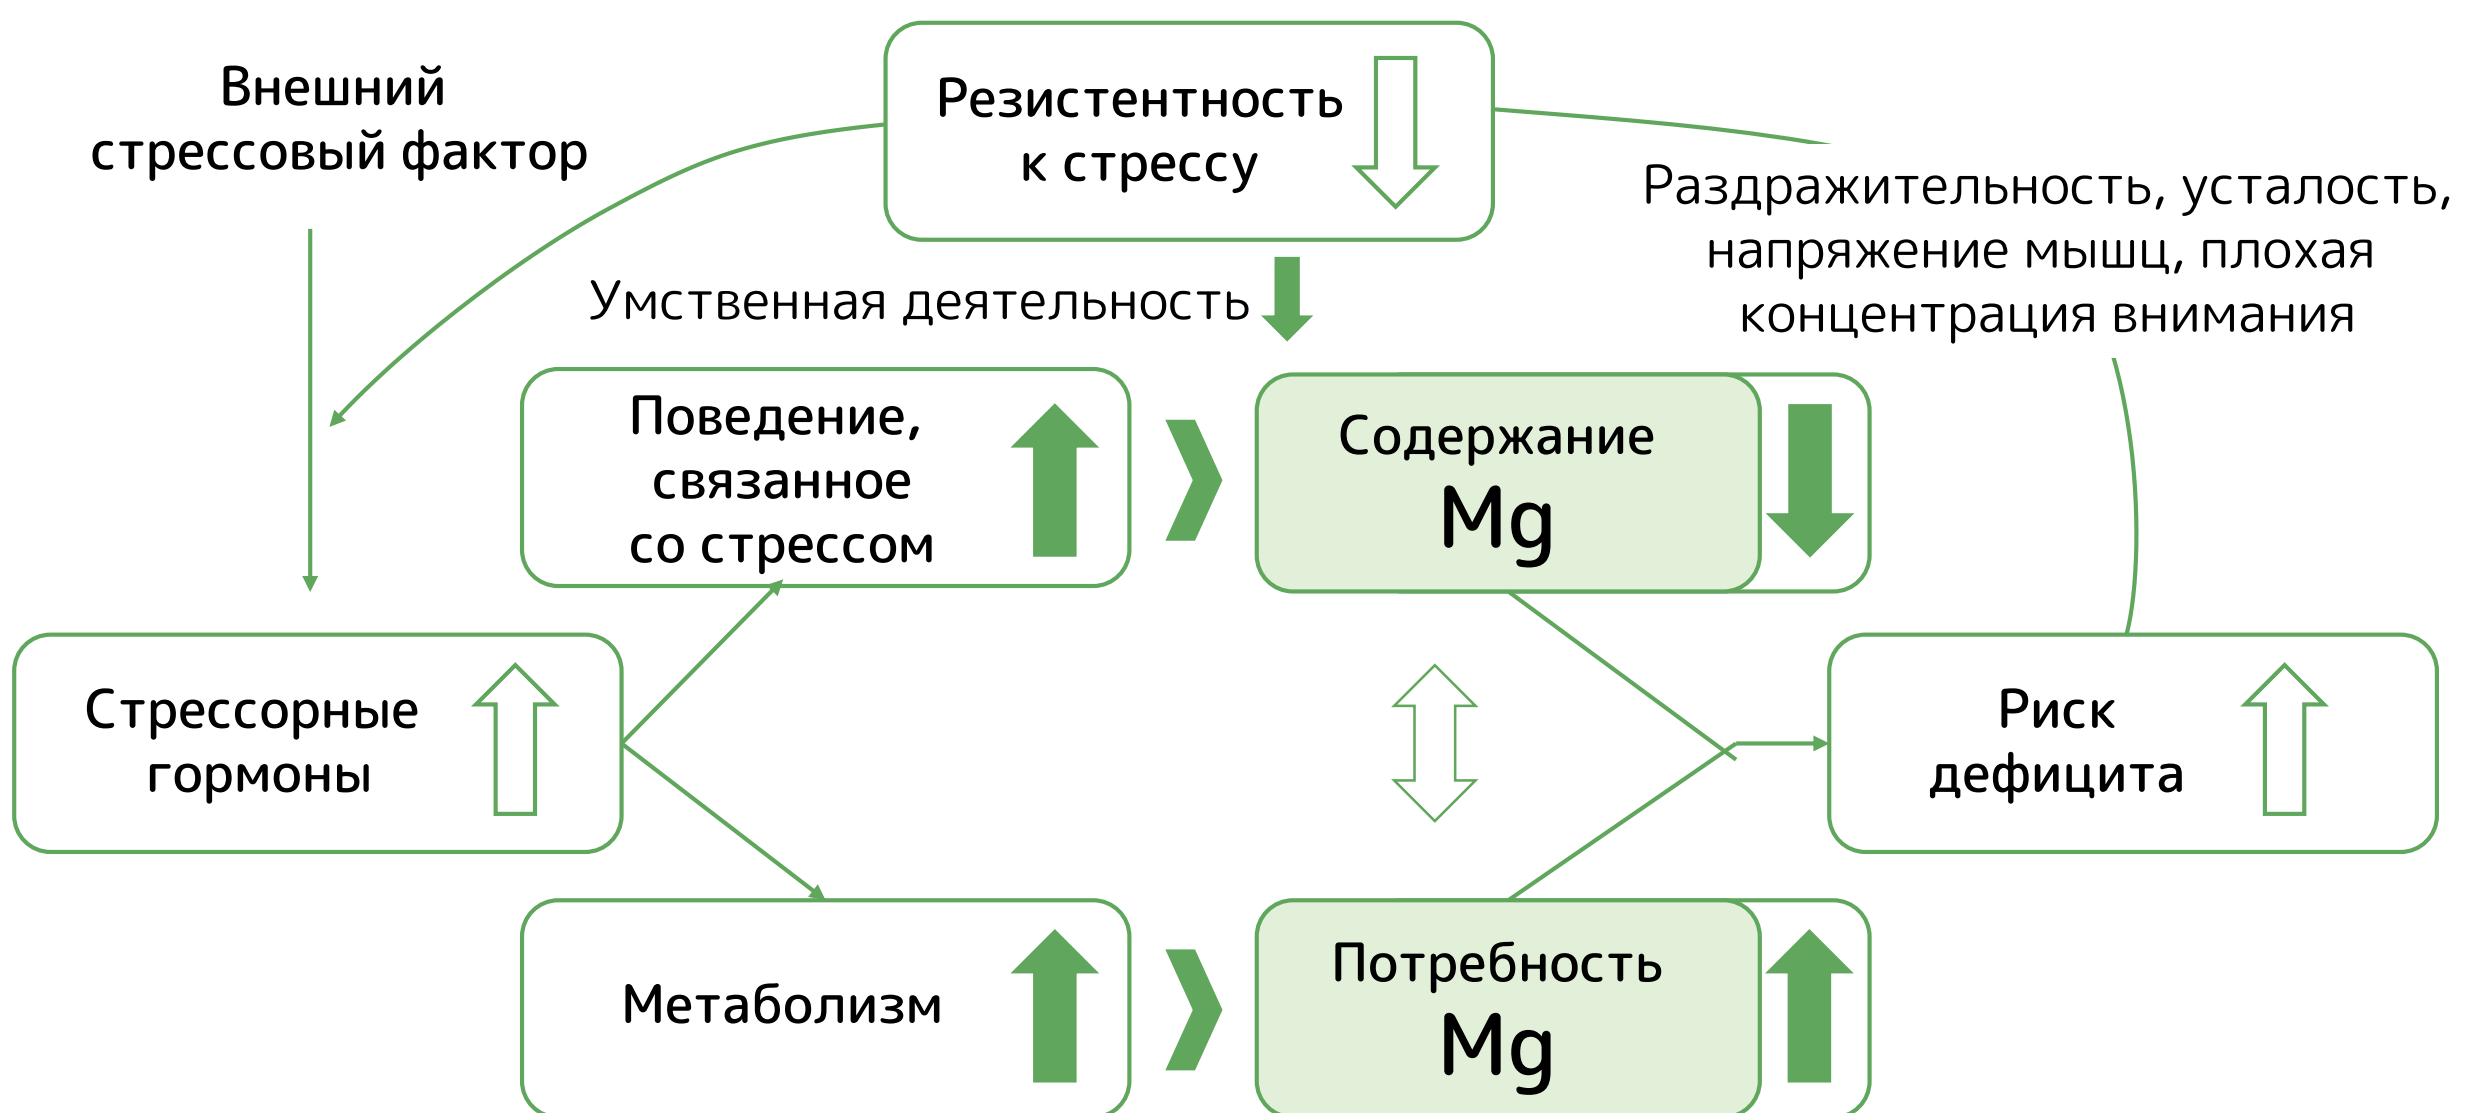 Внешний
стрессовый фактор
Резистентность
к стрессу
Раздражительность, усталость,
напряжение мышц, плохая
концентрация внимания
Умственная деятельность
Поведение,
связанное
со стрессом
Содержание
Mg
Стрессорные
гормоны
Риск
дефицита
Метаболизм
Потребность
Mg